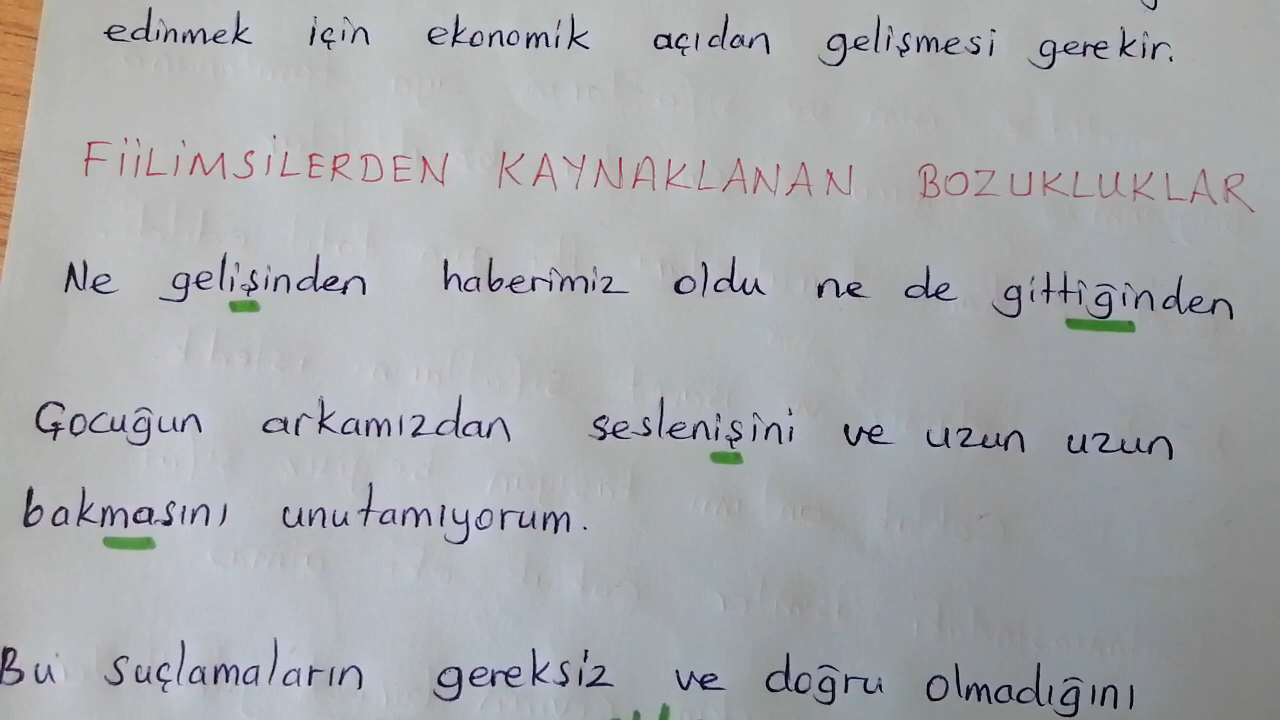 edinmek için ekonomik açıdan gelişmesi gerekir.
FİİLİMSİLERDEN KAYNAKLANAN BOZUKLUKLAR
Ne gelişinden haberimiz oldu ne de gittiğinden
Çocuğun arkamızdan seslenişini ve uzun uzun
bakmasını unutamıyorum.
Bu suçlamaların gereksiz ve doğru olmadığını